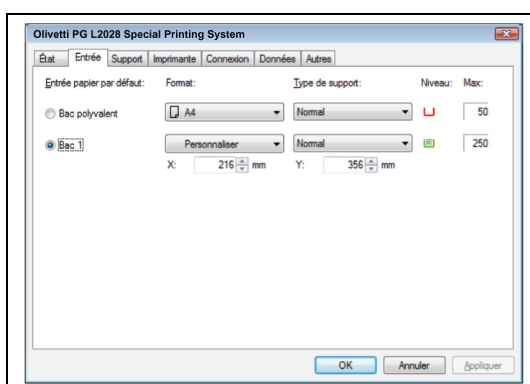 Olivetti PG L2028 Special Printing System
État Entrée Support Imprimante Connexion Données Autres
Entrée papier par défaut: Format: Type de support: Niveau: Max:
Bac polyvalent A4 Normal 50
Bac 1 Personnaliser Normal 250
X: 216 mm Y: 356 mm
OK Annuler Appliquer